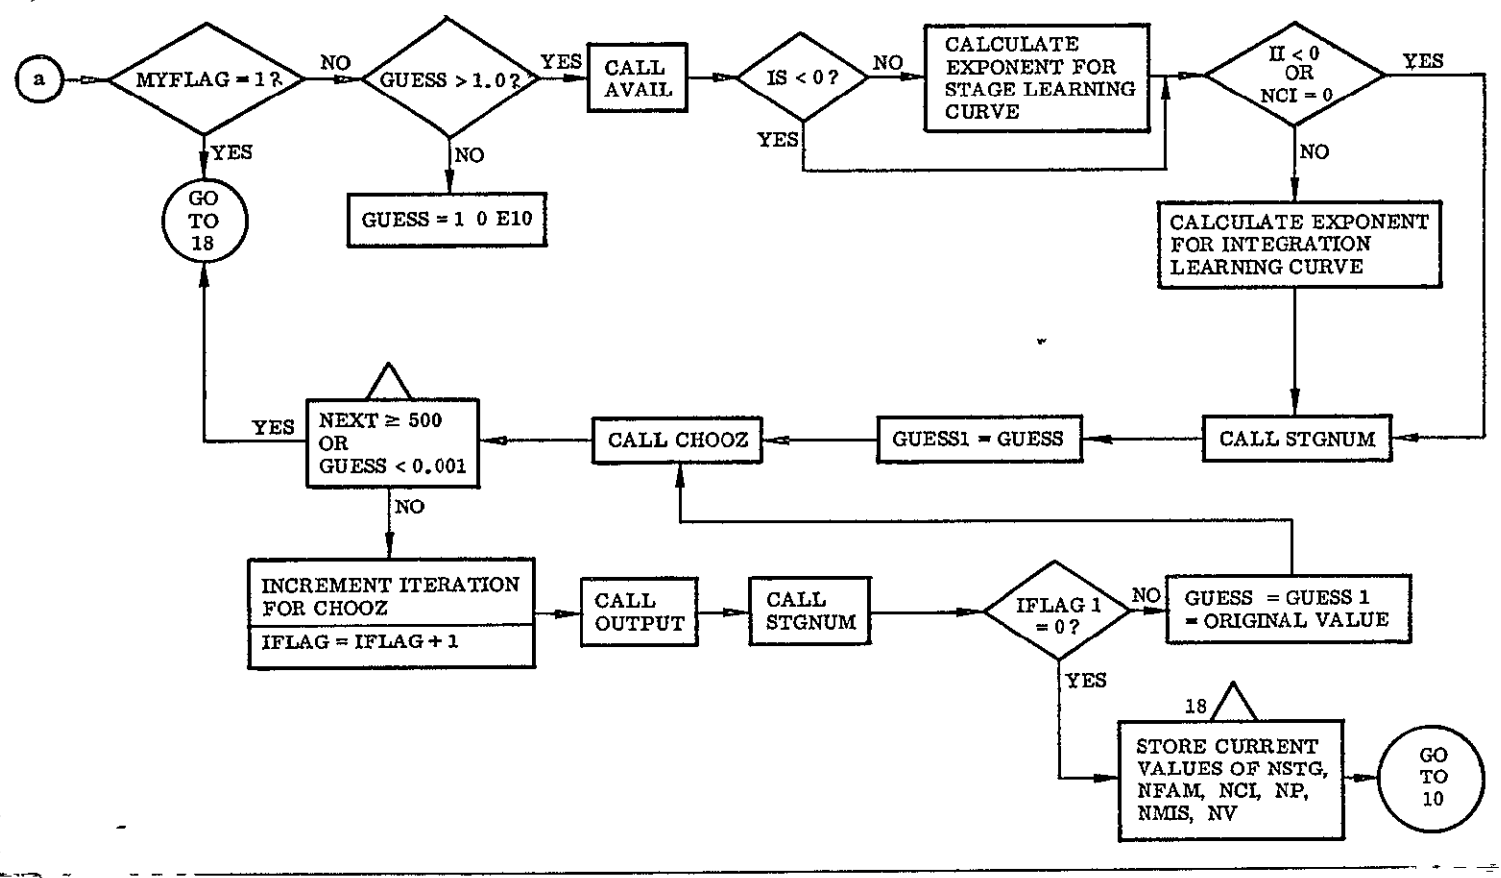 a
MYFLAG = 1?
NO
YES
GO
TO
18
GUESS > 1.0?
YES
NO
GUESS = 1 0 E10
CALL
AVAIL
IS < 0?
NO
YES
CALCULATE
EXPONENT FOR
STAGE LEARNING
CURVE
II < 0
OR
NCI = 0
YES
NO
CALCULATE EXPONENT
FOR INTEGRATION
LEARNING CURVE
CALL STGNUM
GUESS1 = GUESS
CALL CHOOZ
NEXT ≥ 500
OR
GUESS < 0.001
YES
NO
INCREMENT ITERATION
FOR CHOOZ
IFLAG = IFLAG + 1
CALL
OUTPUT
CALL
STGNUM
IFLAG 1
= 0?
NO
GUESS = GUESS 1
= ORIGINAL VALUE
YES
18
STORE CURRENT
VALUES OF NSTG,
NFAM, NCI, NP,
NMIS, NV
GO
TO
10